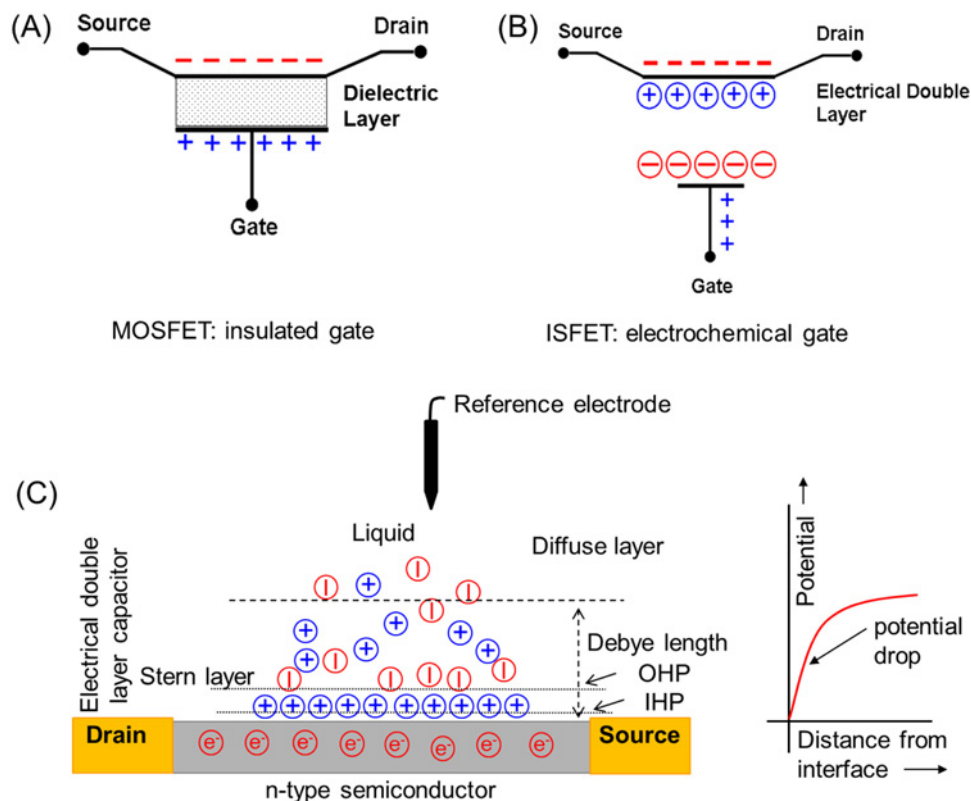 (A)
Source
Drain
Dielectric
Layer
Gate
MOSFET: insulated gate
(B)
Source
Drain
Electrical Double
Layer
Gate
ISFET: electrochemical gate
(C)
Reference electrode
Liquid
Diffuse layer
Electrical double
layer capacitor
Debye length
Stern layer
OHP
IHP
Drain
e- e- e- e- e- e- e- e-
Source
n-type semiconductor
Potential
potential
drop
Distance from
interface